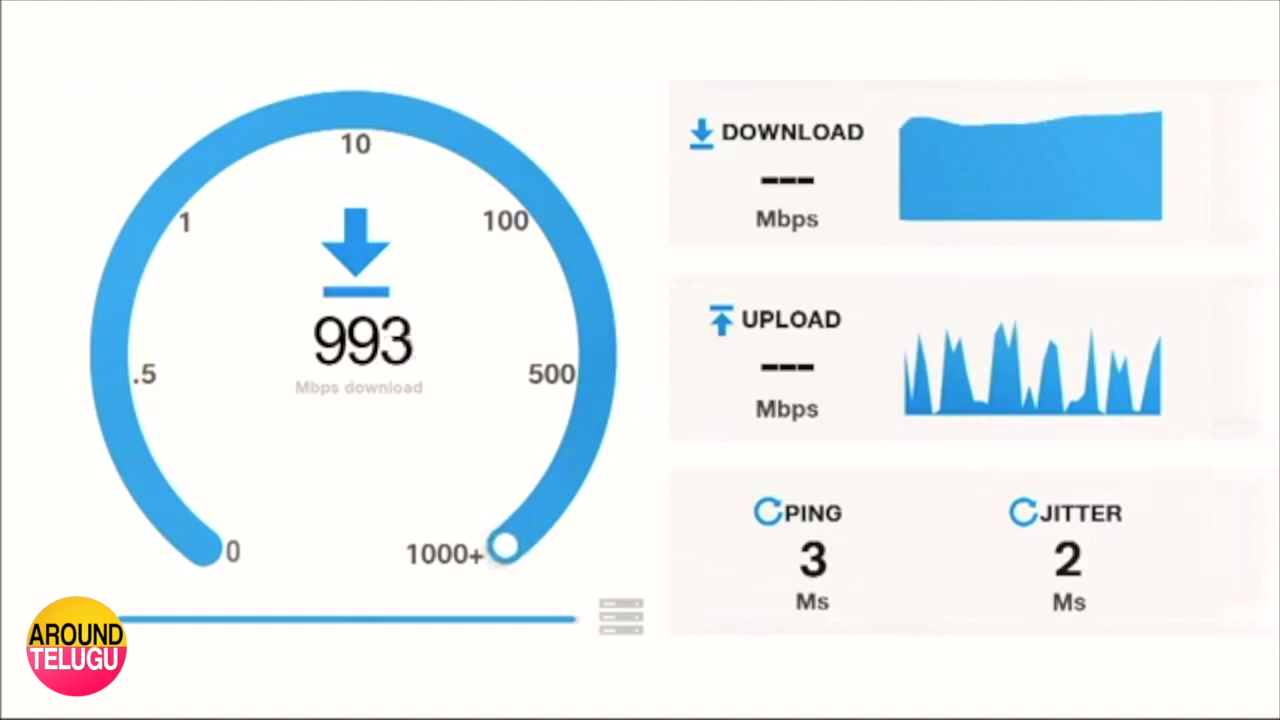 10
1
100
993
Mbps download
.5
500
0
1000+
DOWNLOAD
---
Mbps
UPLOAD
---
Mbps
PING
3
Ms
JITTER
2
Ms
AROUND
TELUGU